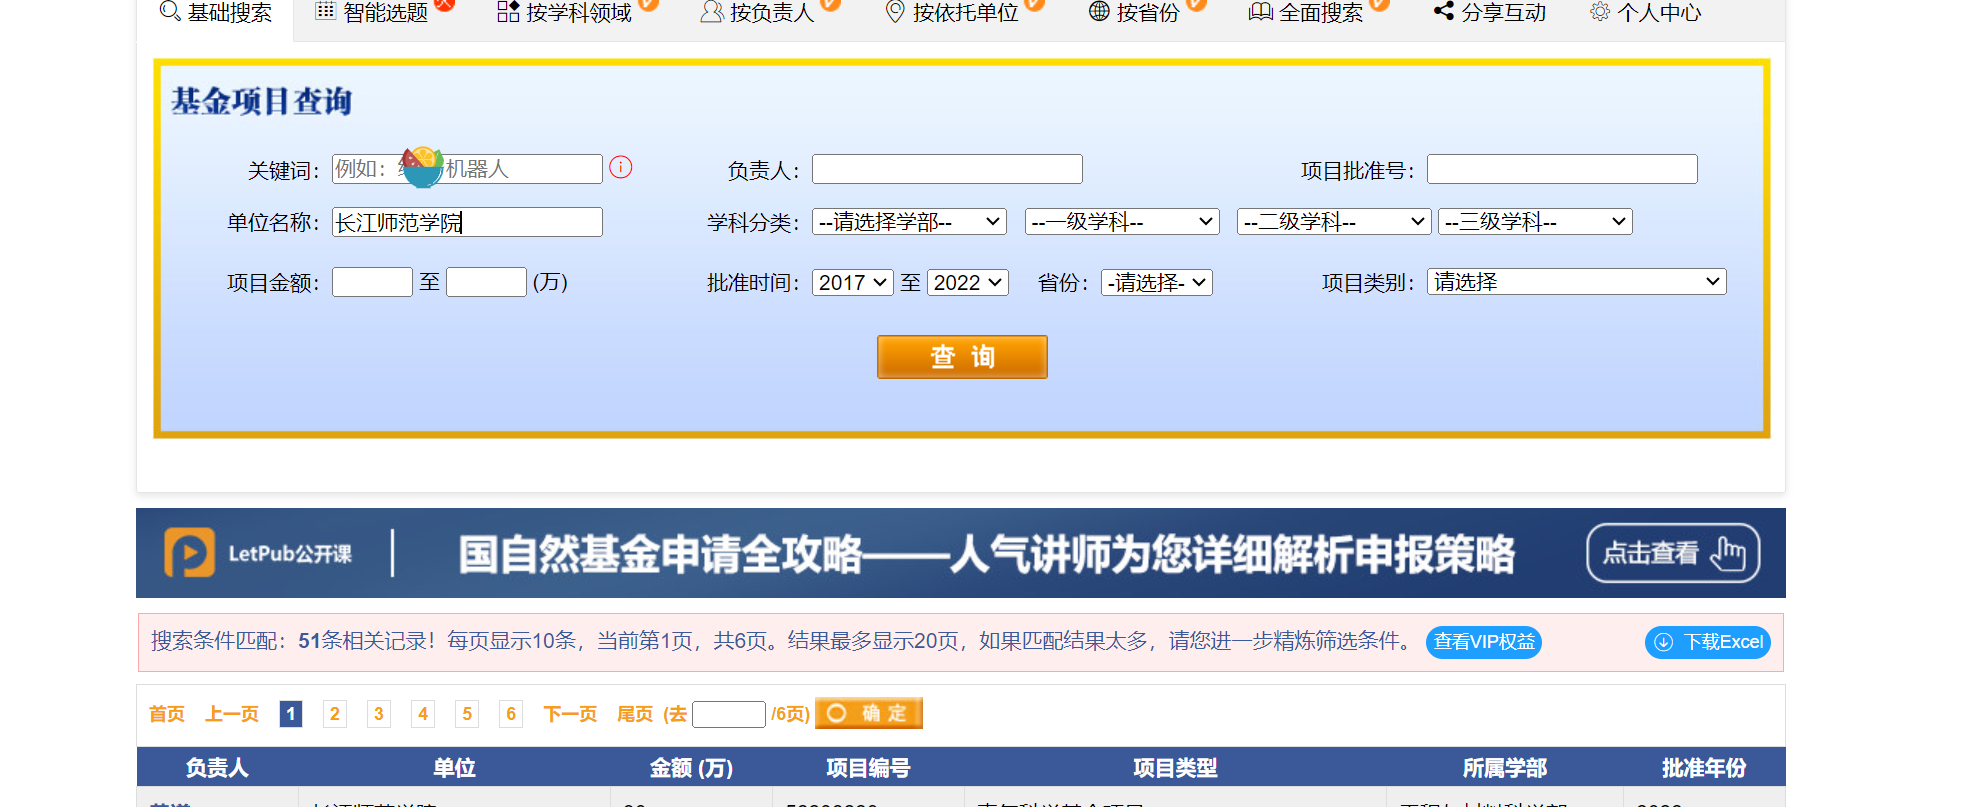 基础搜索 智能选题 按学科领域 按负责人 按依托单位 按省份 全面搜索 分享互动 个人中心
基金项目查询
关键词： 例如： 机器人 负责人： 项目批准号：
单位名称： 长江师范学院 学科分类： --请选择学部-- --一级学科-- --二级学科-- --三级学科--
项目金额： 至 (万) 批准时间： 2017 至 2022 省份： -请选择- 项目类别： 请选择
查 询
LetPub公开课 国自然基金申请全攻略——人气讲师为您详细解析申报策略 点击查看
搜索条件匹配：51条相关记录！每页显示10条，当前第1页，共6页。结果最多显示20页，如果匹配结果太多，请您进一步精炼筛选条件。 查看VIP权益 下载Excel
首页 上一页 1 2 3 4 5 6 下一页 尾页 (去 /6页) 确 定
负责人 单位 金额 (万) 项目编号 项目类型 所属学部 批准年份